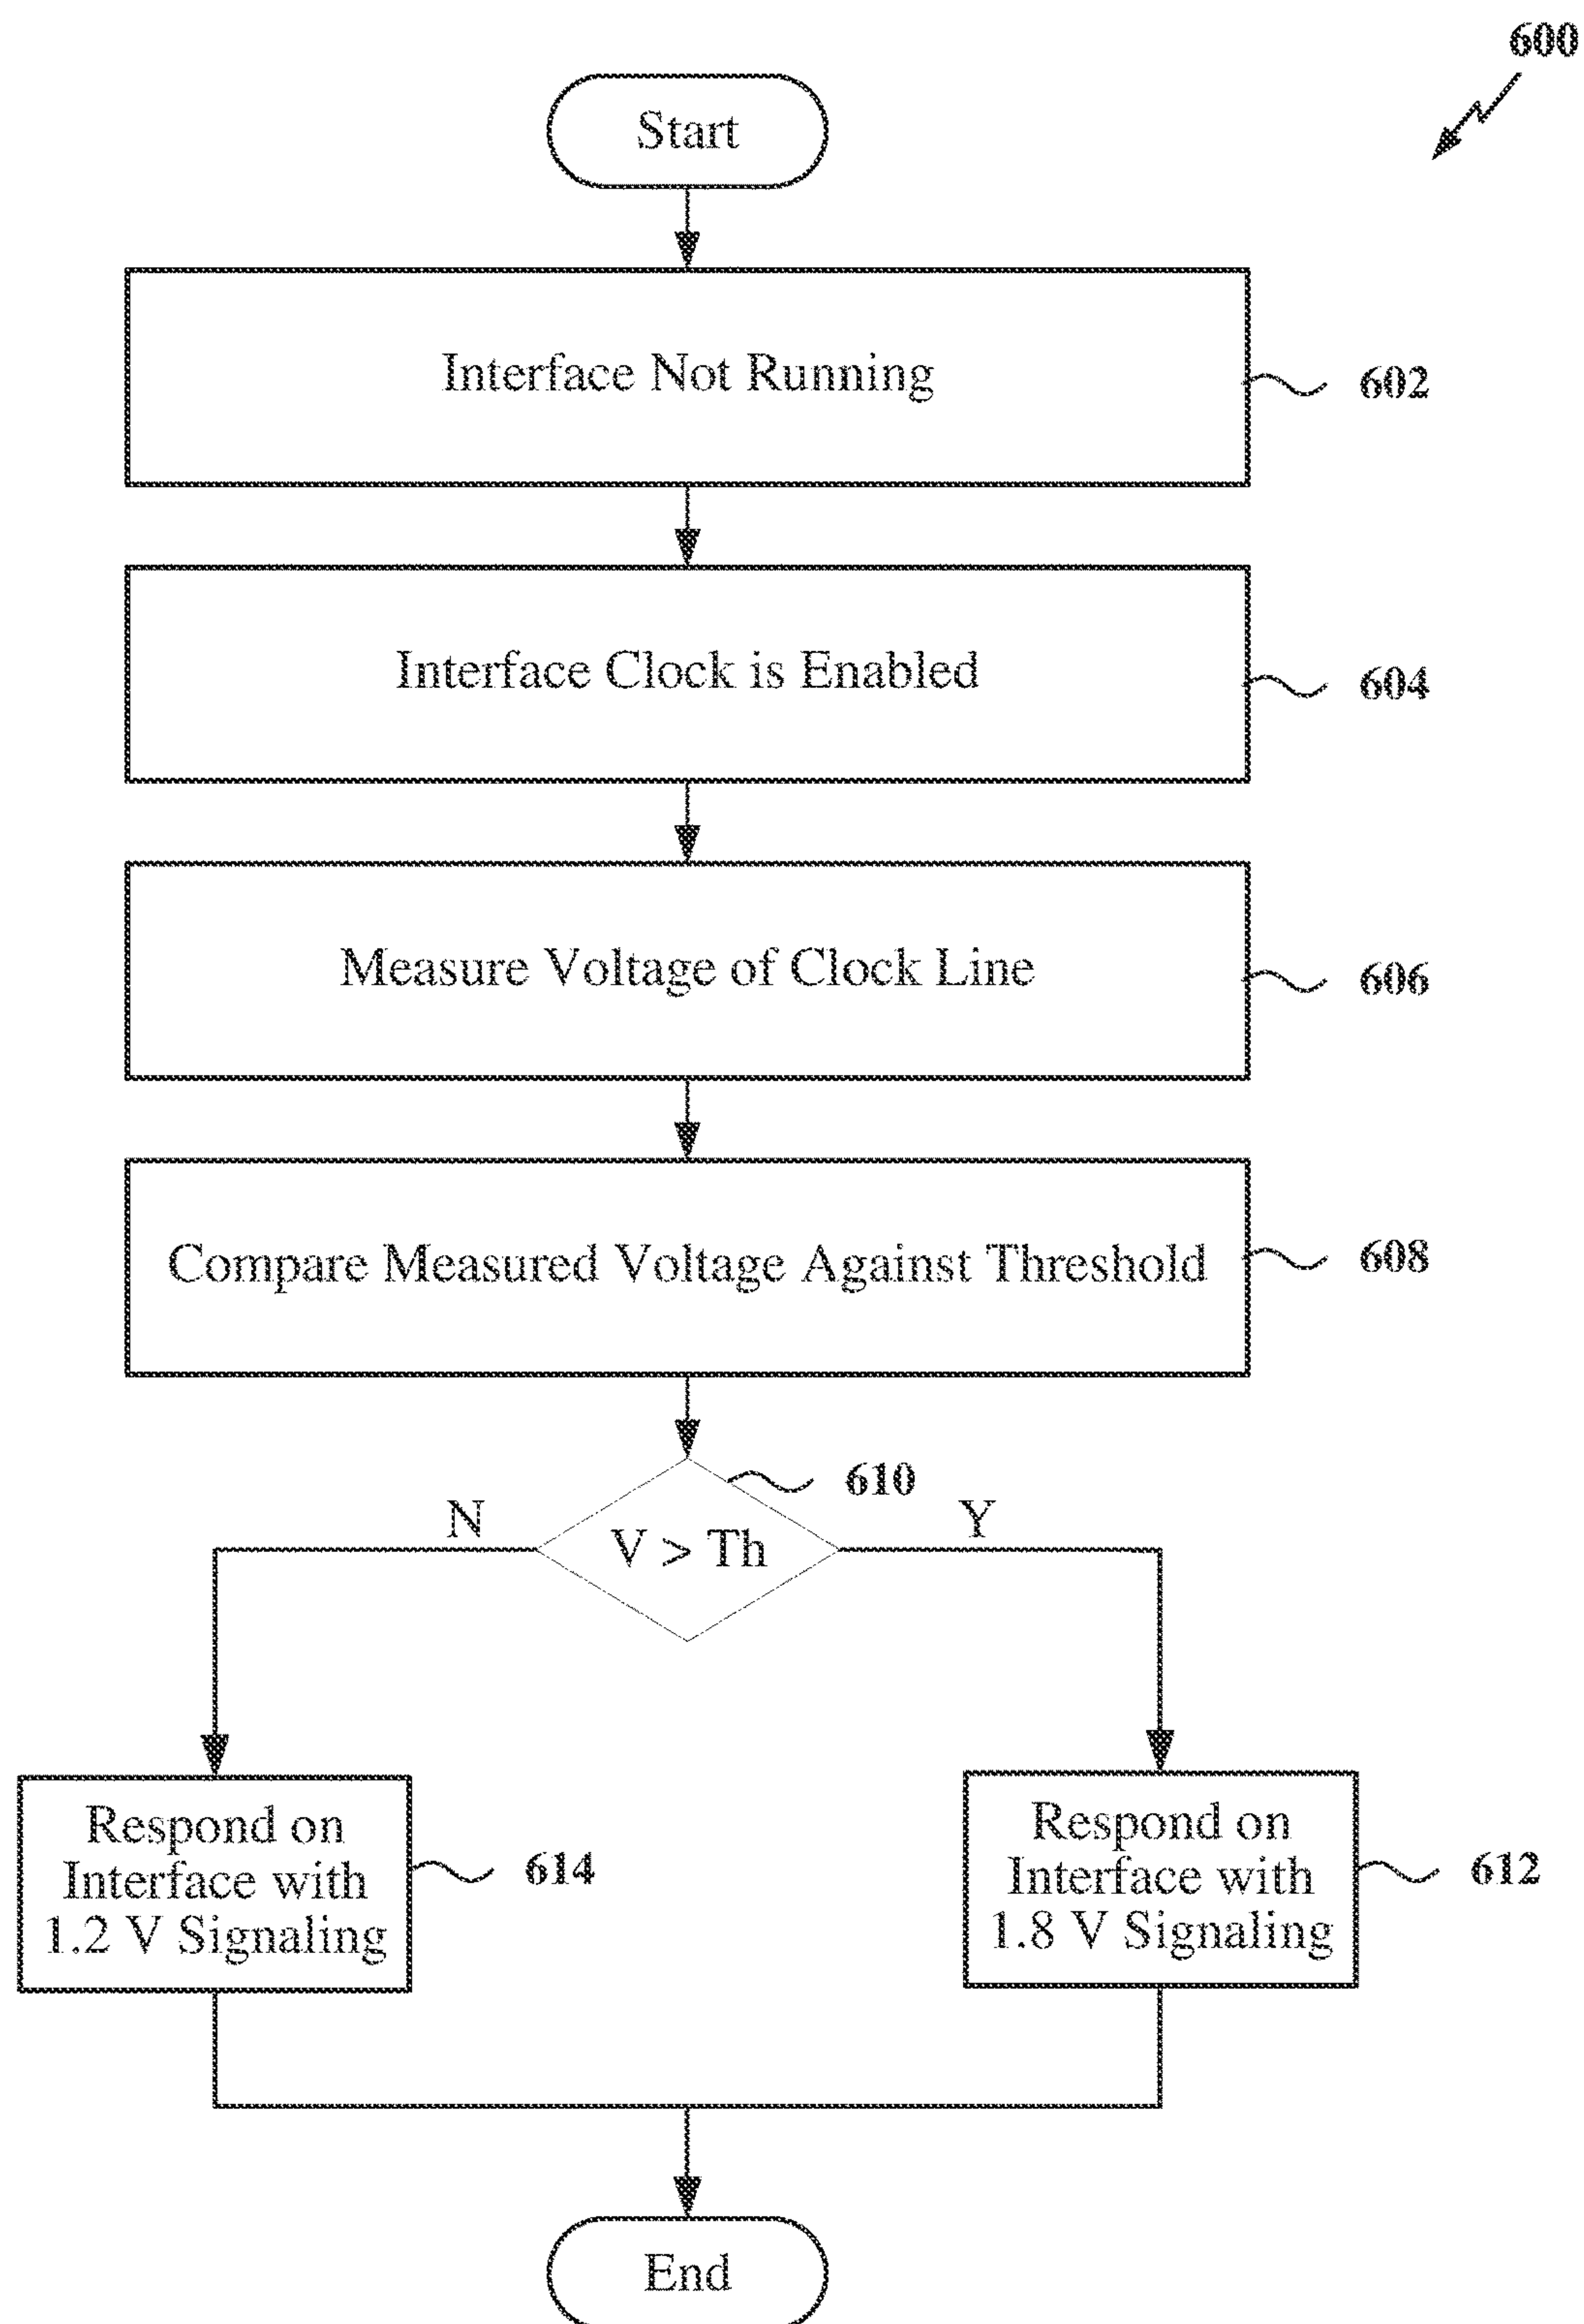 600
Start
Interface Not Running
602
Interface Clock is Enabled
604
Measure Voltage of Clock Line
606
Compare Measured Voltage Against Threshold
608
610
N
Y
V > Th
Respond on
Interface with
1.2 V Signaling
614
Respond on
Interface with
1.8 V Signaling
612
End